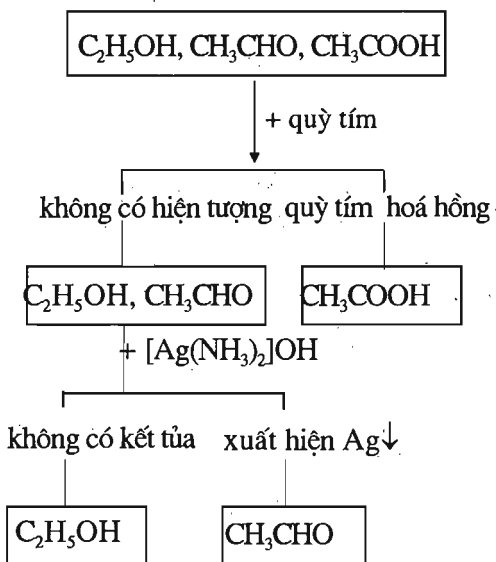 C₂H₅OH, CH₃CHO, CH₃COOH
+ quỳ tím
không có hiện tượng quỳ tím hoá hồng
C₂H₅OH, CH₃CHO
CH₃COOH
+ [Ag(NH₃)₂]OH
không có kết tủa xuất hiện Ag↓
C₂H₅OH
CH₃CHO